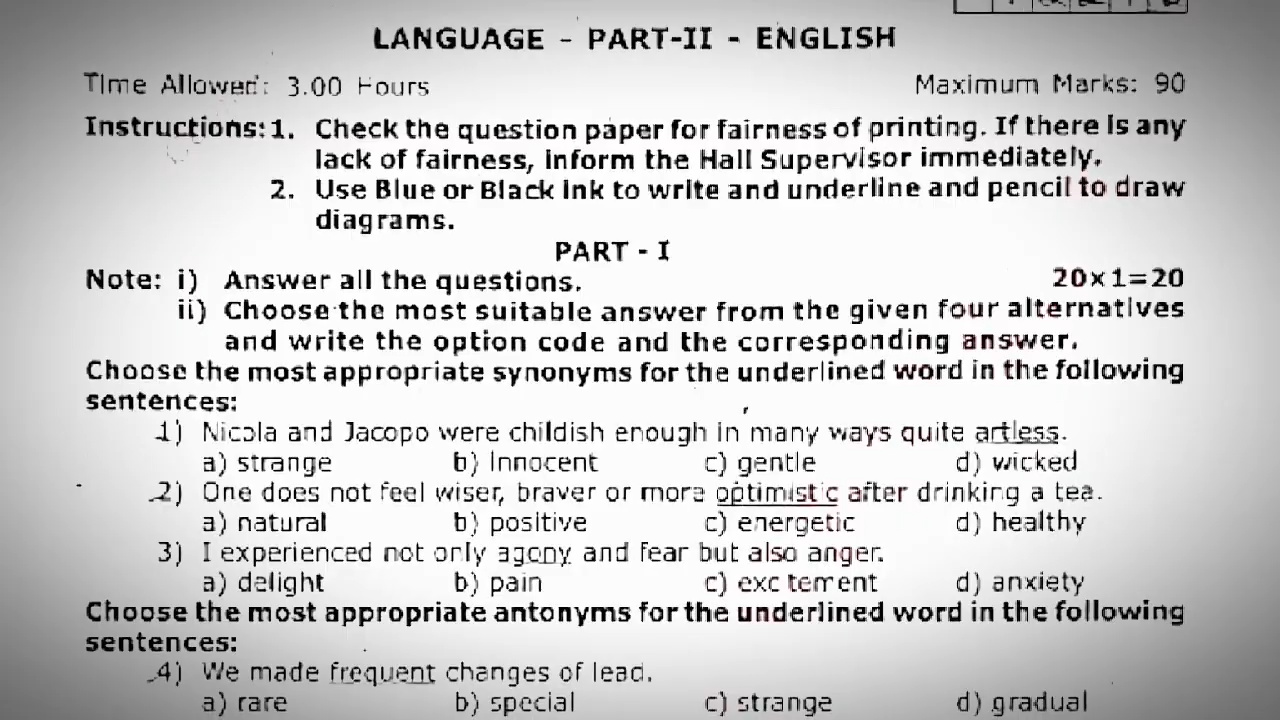 LANGUAGE - PART-II - ENGLISH
Time Allowed: 3.00 Hours Maximum Marks: 90
Instructions: 1. Check the question paper for fairness of printing. If there is any
lack of fairness, inform the Hall Supervisor immediately.
2. Use Blue or Black ink to write and underline and pencil to draw
diagrams.
PART - I
Note: i) Answer all the questions. 20×1=20
ii) Choose the most suitable answer from the given four alternatives
and write the option code and the corresponding answer.
Choose the most appropriate synonyms for the underlined word in the following
sentences:
1) Nicola and Jacopo were childish enough in many ways quite artless.
a) strange b) Innocent c) gentle d) wicked
2) One does not feel wiser, braver or more optimistic after drinking a tea.
a) natural b) positive c) energetic d) healthy
3) I experienced not only agony and fear but also anger.
a) delight b) pain c) excitement d) anxiety
Choose the most appropriate antonyms for the underlined word in the following
sentences:
4) We made frequent changes of lead.
a) rare b) special c) strange d) gradual